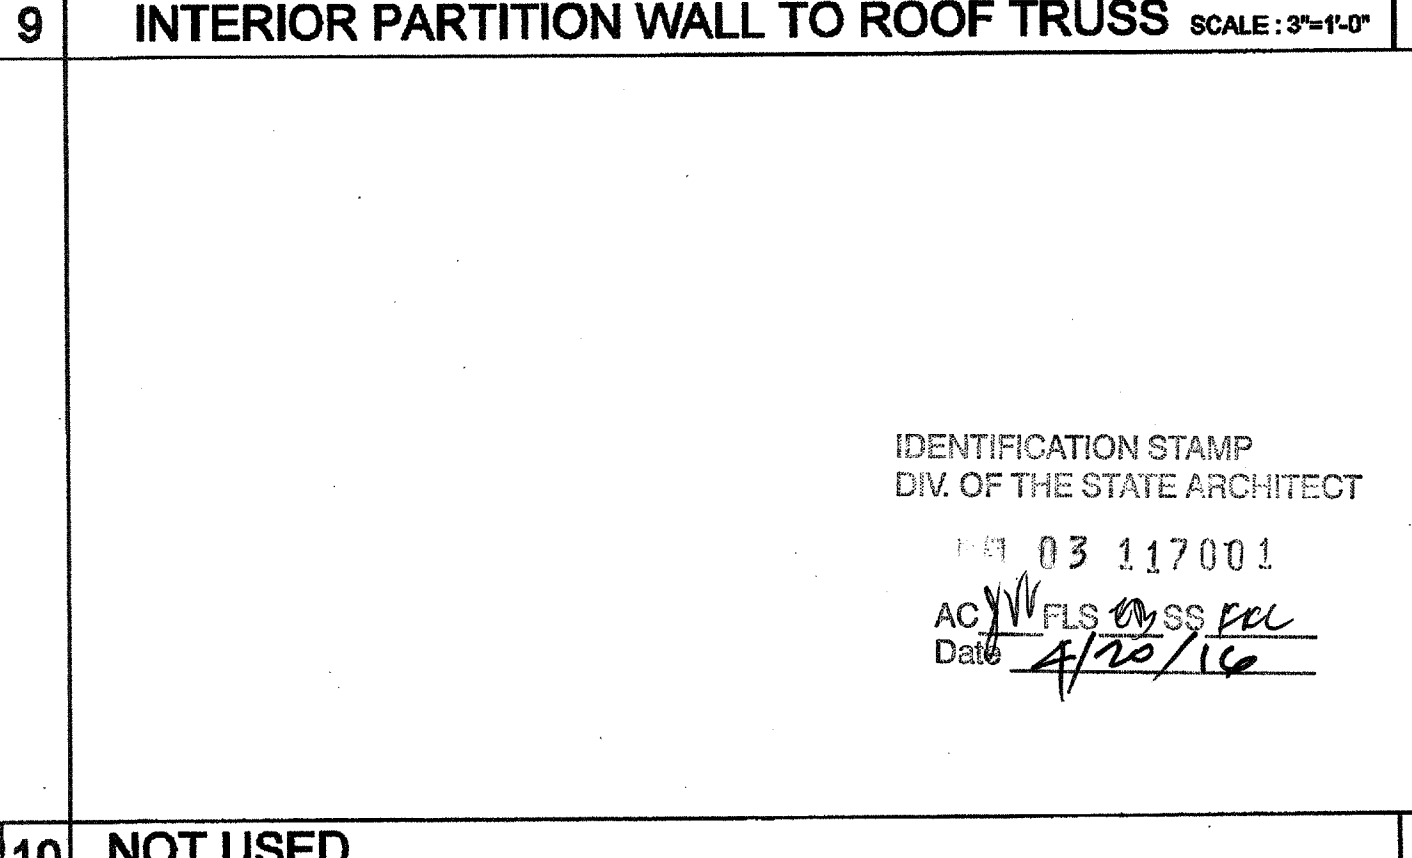 9 INTERIOR PARTITION WALL TO ROOF TRUSS SCALE : 3"=1'-0"
IDENTIFICATION STAMP
DIV. OF THE STATE ARCHITECT
03 117001
AC FLS SS
Date 4/20/16
10 NOT USED